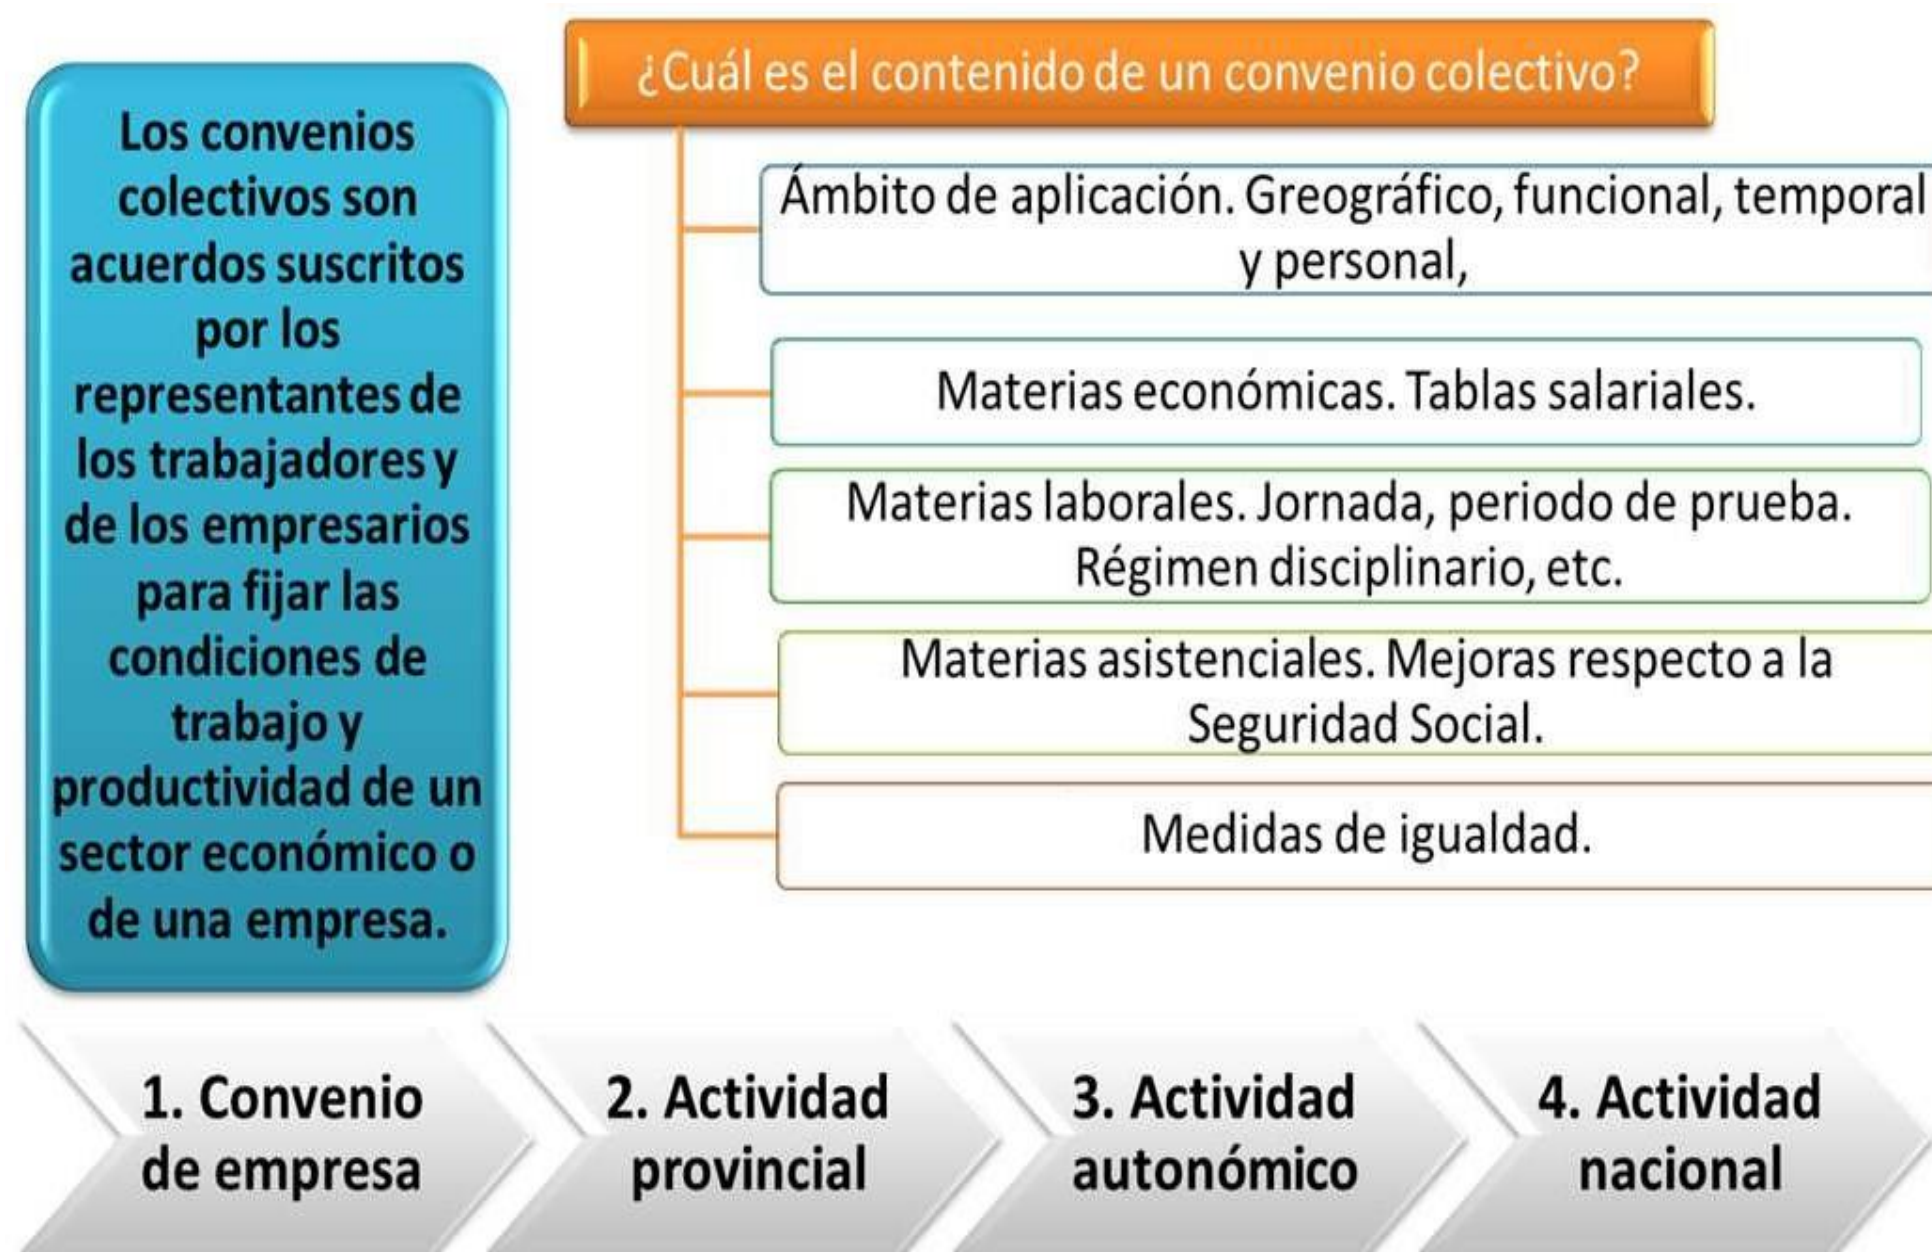 Los convenios
colectivos son
acuerdos suscritos
por los
representantes de
los trabajadores y
de los empresarios
para fijar las
condiciones de
trabajo y
productividad de un
sector económico o
de una empresa.
¿Cuál es el contenido de un convenio colectivo?
Ámbito de aplicación. Greográfico, funcional, temporal
y personal,
Materias económicas. Tablas salariales.
Materias laborales. Jornada, periodo de prueba.
Régimen disciplinario, etc.
Materias asistenciales. Mejoras respecto a la
Seguridad Social.
Medidas de igualdad.
1. Convenio
de empresa
2. Actividad
provincial
3. Actividad
autonómico
4. Actividad
nacional